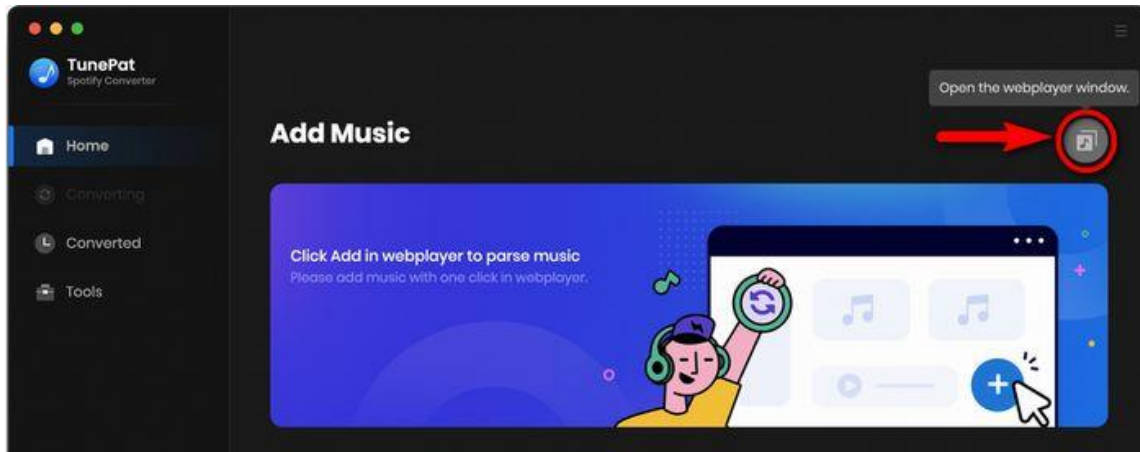 TunePat
Spotify Converter
Open the webplayer window.
Home
Add Music
Converting
Converted
Click Add in webplayer to parse music
Please add music with one click in webplayer.
Tools